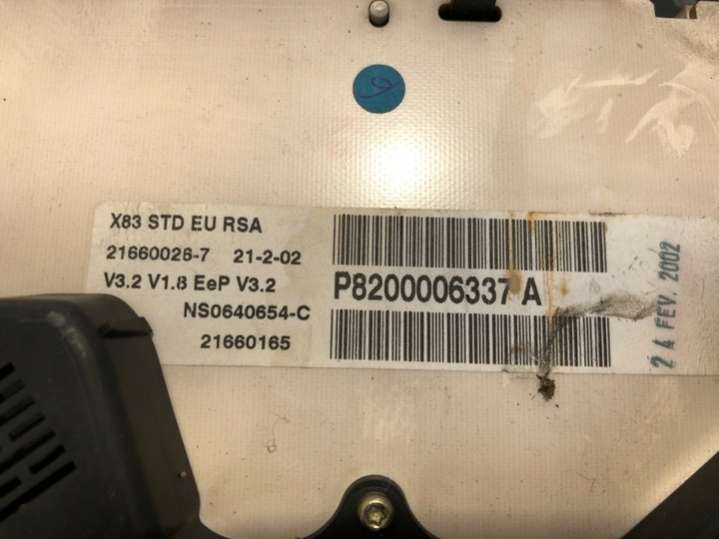 X83 STD EU RSA
21660026-7 21-2-02
V3.2 V1.8 EeP V3.2
NS0640654-C
21660165
P8200006337 A
24 FEV. 2002